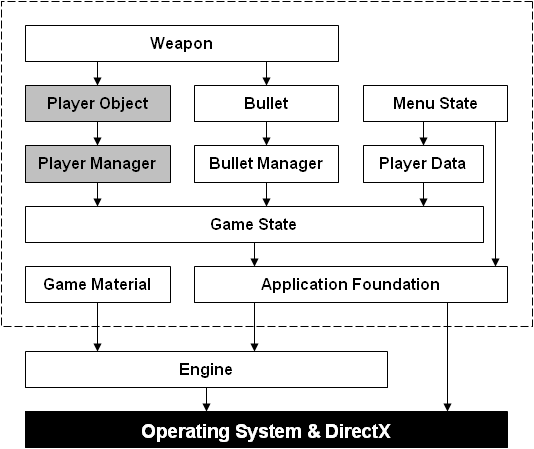 Weapon
Player Object
Bullet
Menu State
Player Manager
Bullet Manager
Player Data
Game State
Game Material
Application Foundation
Engine
Operating System & DirectX